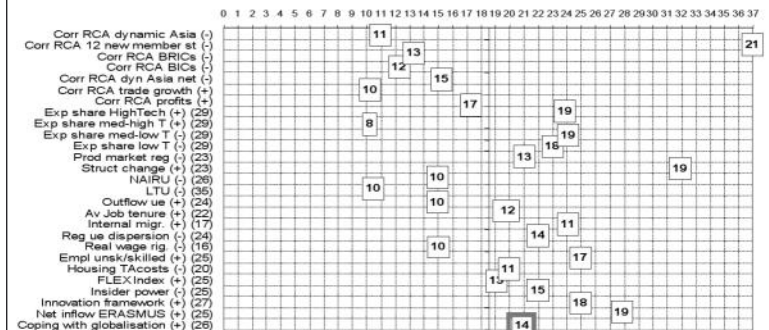 0 1 2 3 4 5 6 7 8 9 10 11 12 13 14 15 16 17 18 19 20 21 22 23 24 25 26 27 28 29 30 31 32 33 34 35 36 37
Corr RCA dynamic Asia (-) 11
Corr RCA 12 new member st (-) 21
Corr RCA BRICs (-) 13
Corr RCA BICs (-) 12
Corr RCA dyn Asia net (-) 15
Corr RCA trade growth (+) 10
Corr RCA profits (+) 17
Exp share HighTech (+) (29) 19
Exp share med-high T (+) (29) 8
Exp share med-low T (-) (29) 19
Exp share low T (-) (29) 18
Prod market reg (-) (23) 13
Struct change (+) (23) 19
NAIRU (-) (26) 10
LTU (-) (35) 10
Outflow ue (+) (24) 10
Av Job tenure (+) (22) 12
Internal migr. (+) (17) 11
Reg ue dispersion (-) (24) 14
Real wage rig. (-) (16) 10
Empl unsk/skilled (+) (25) 17
Housing TAcosts (-) (20) 11
FLEX Index (+) (25) 13
Insider power (-) (25) 15
Innovation framework (+) (27) 18
Net inflow ERASMUS (+) (25) 19
Coping with globalisation (+) (26) 14